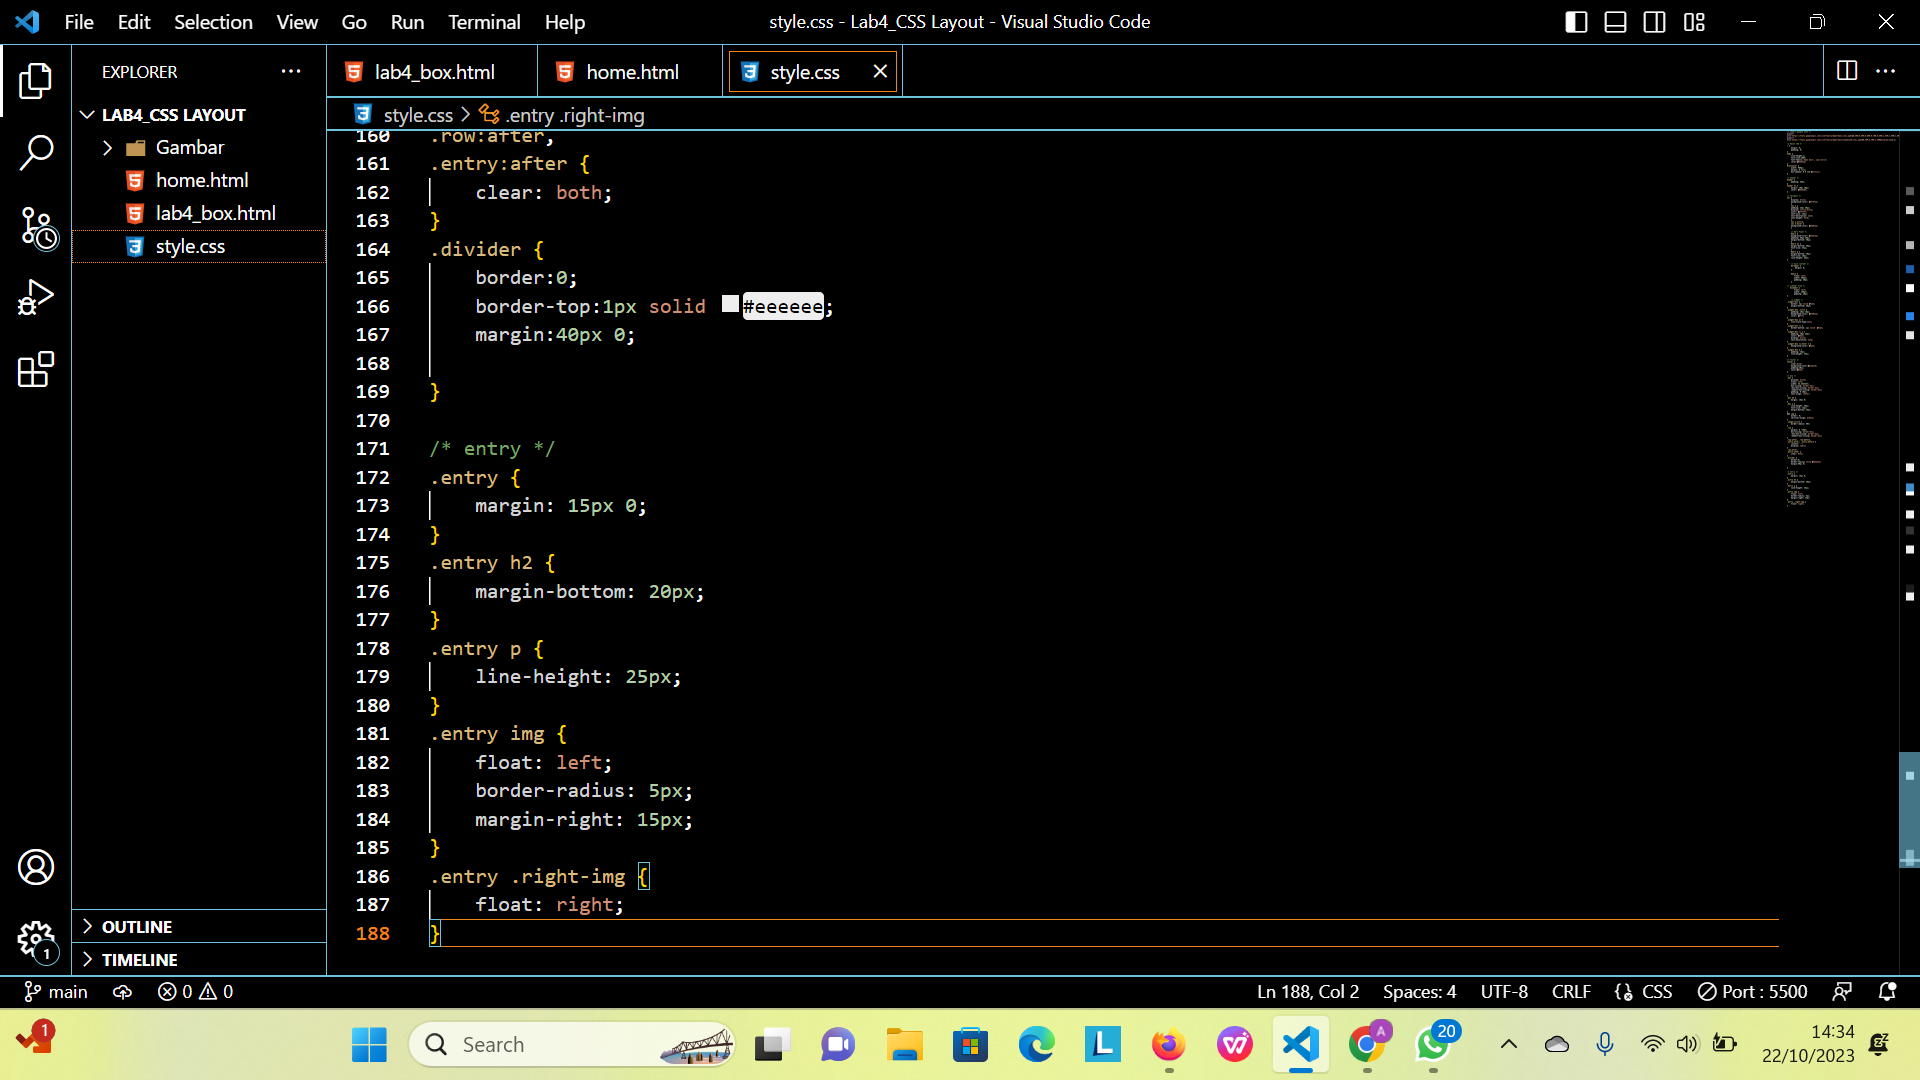 File Edit Selection View Go Run Terminal Help
style.css - Lab4_CSS Layout - Visual Studio Code
EXPLORER
LAB4_CSS LAYOUT
Gambar
home.html
lab4_box.html
style.css
OUTLINE
TIMELINE
lab4_box.html home.html style.css
style.css > .entry .right-img
160 .row:after,
161 .entry:after {
162 clear: both;
163 }
164 .divider {
165 border:0;
166 border-top:1px solid #eeeeee;
167 margin:40px 0;
168
169 }
170
171 /* entry */
172 .entry {
173 margin: 15px 0;
174 }
175 .entry h2 {
176 margin-bottom: 20px;
177 }
178 .entry p {
179 line-height: 25px;
180 }
181 .entry img {
182 float: left;
183 border-radius: 5px;
184 margin-right: 15px;
185 }
186 .entry .right-img {
187 float: right;
188 }
1
main 0 0
Ln 188, Col 2 Spaces: 4 UTF-8 CRLF CSS Port : 5500
1
Search
L
A
20
14:34
22/10/2023